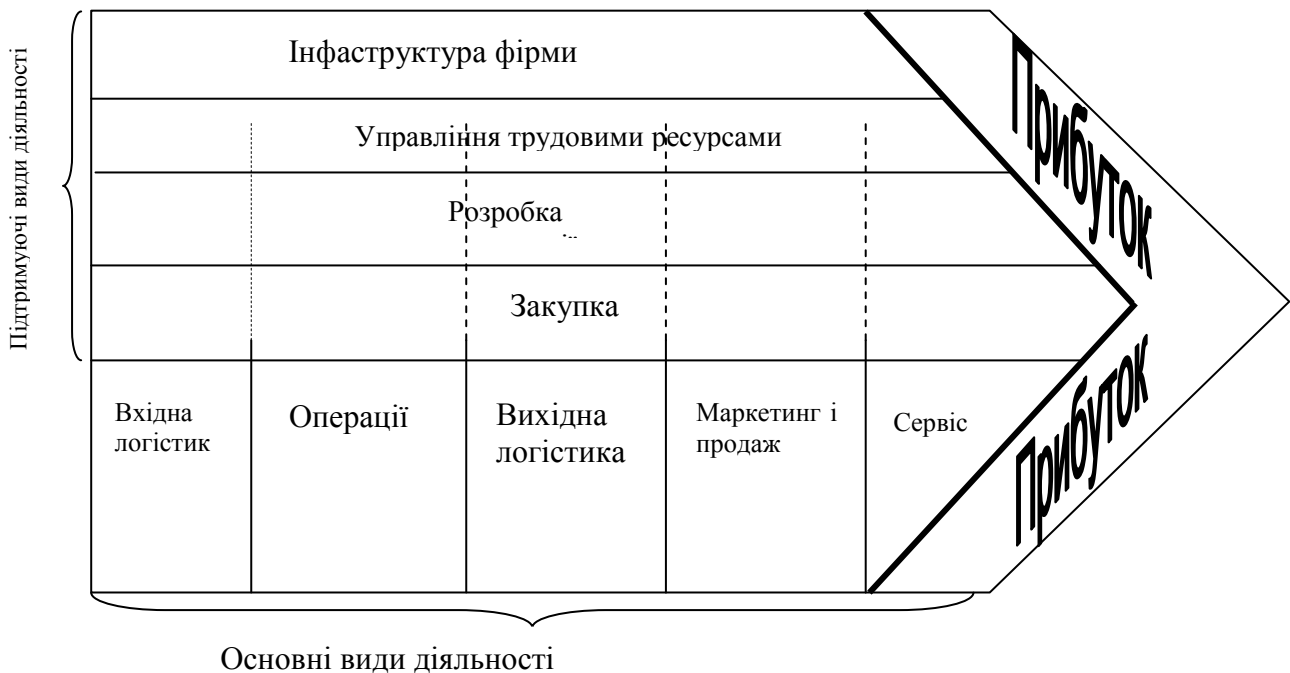 Підтримуючі види діяльності
Інфаструктура фірми
Управління трудовими ресурсами
Розробка
Закупка
Вхідна
логістик
Операції
Вихідна
логістика
Маркетинг і
продаж
Сервіс
Прибуток
Прибуток
Основні види діяльності